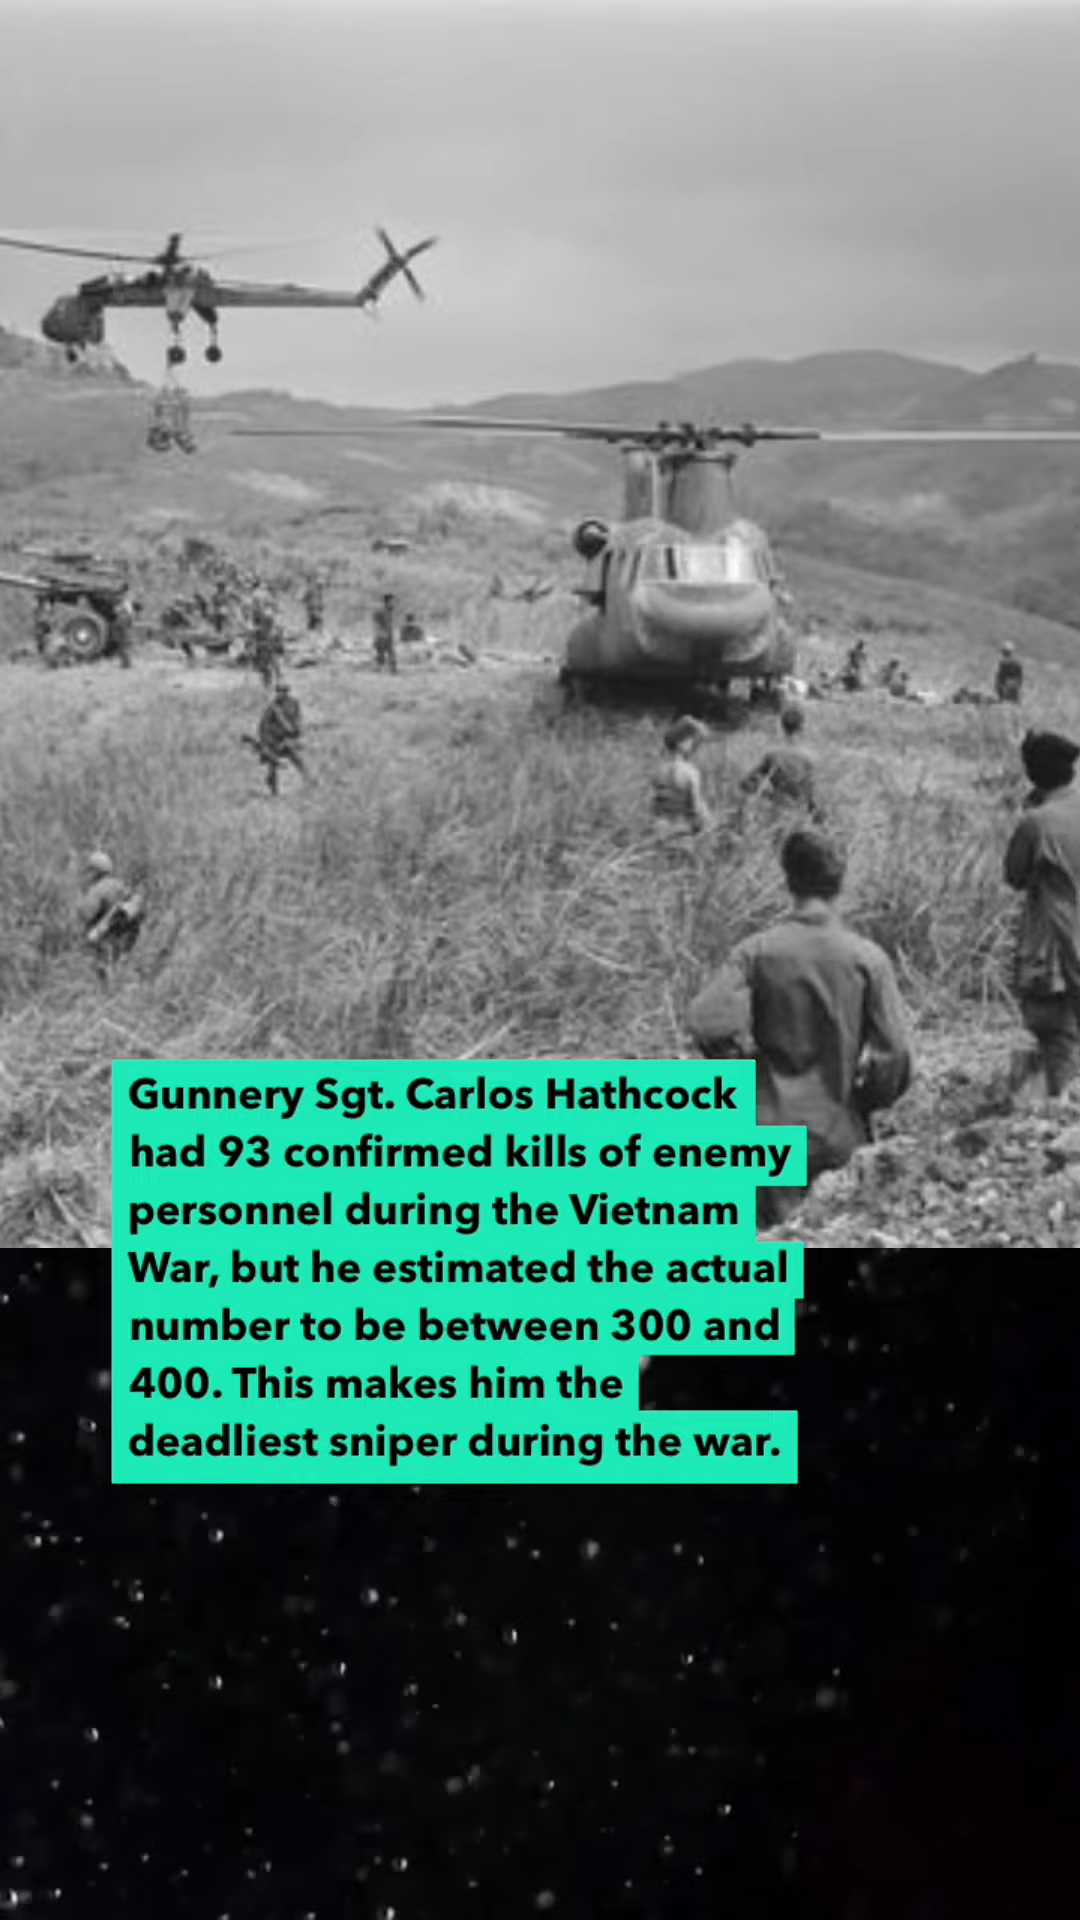 Gunnery Sgt. Carlos Hathcock
had 93 confirmed kills of enemy
personnel during the Vietnam
War, but he estimated the actual
number to be between 300 and
400. This makes him the
deadliest sniper during the war.